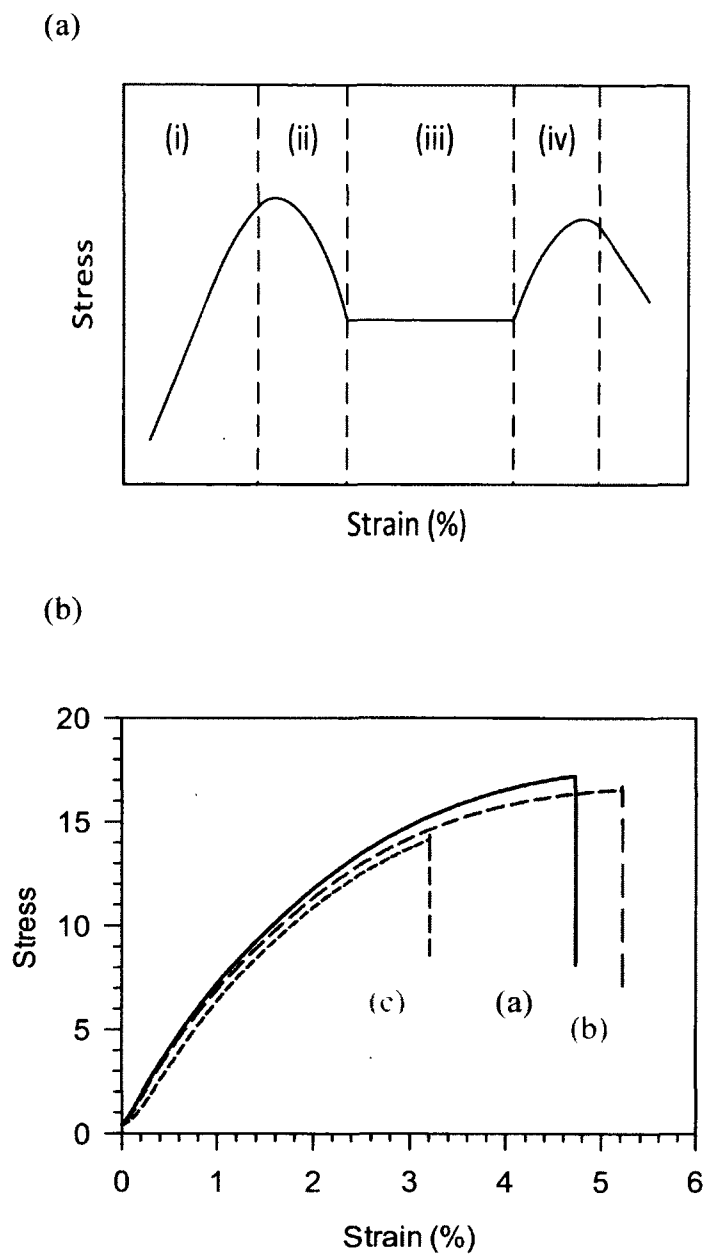 (a)
(i) (ii) (iii) (iv)
Stress
Strain (%)
(b)
20
15
10
5
0
Stress
(c) (a) (b)
0 1 2 3 4 5 6
Strain (%)